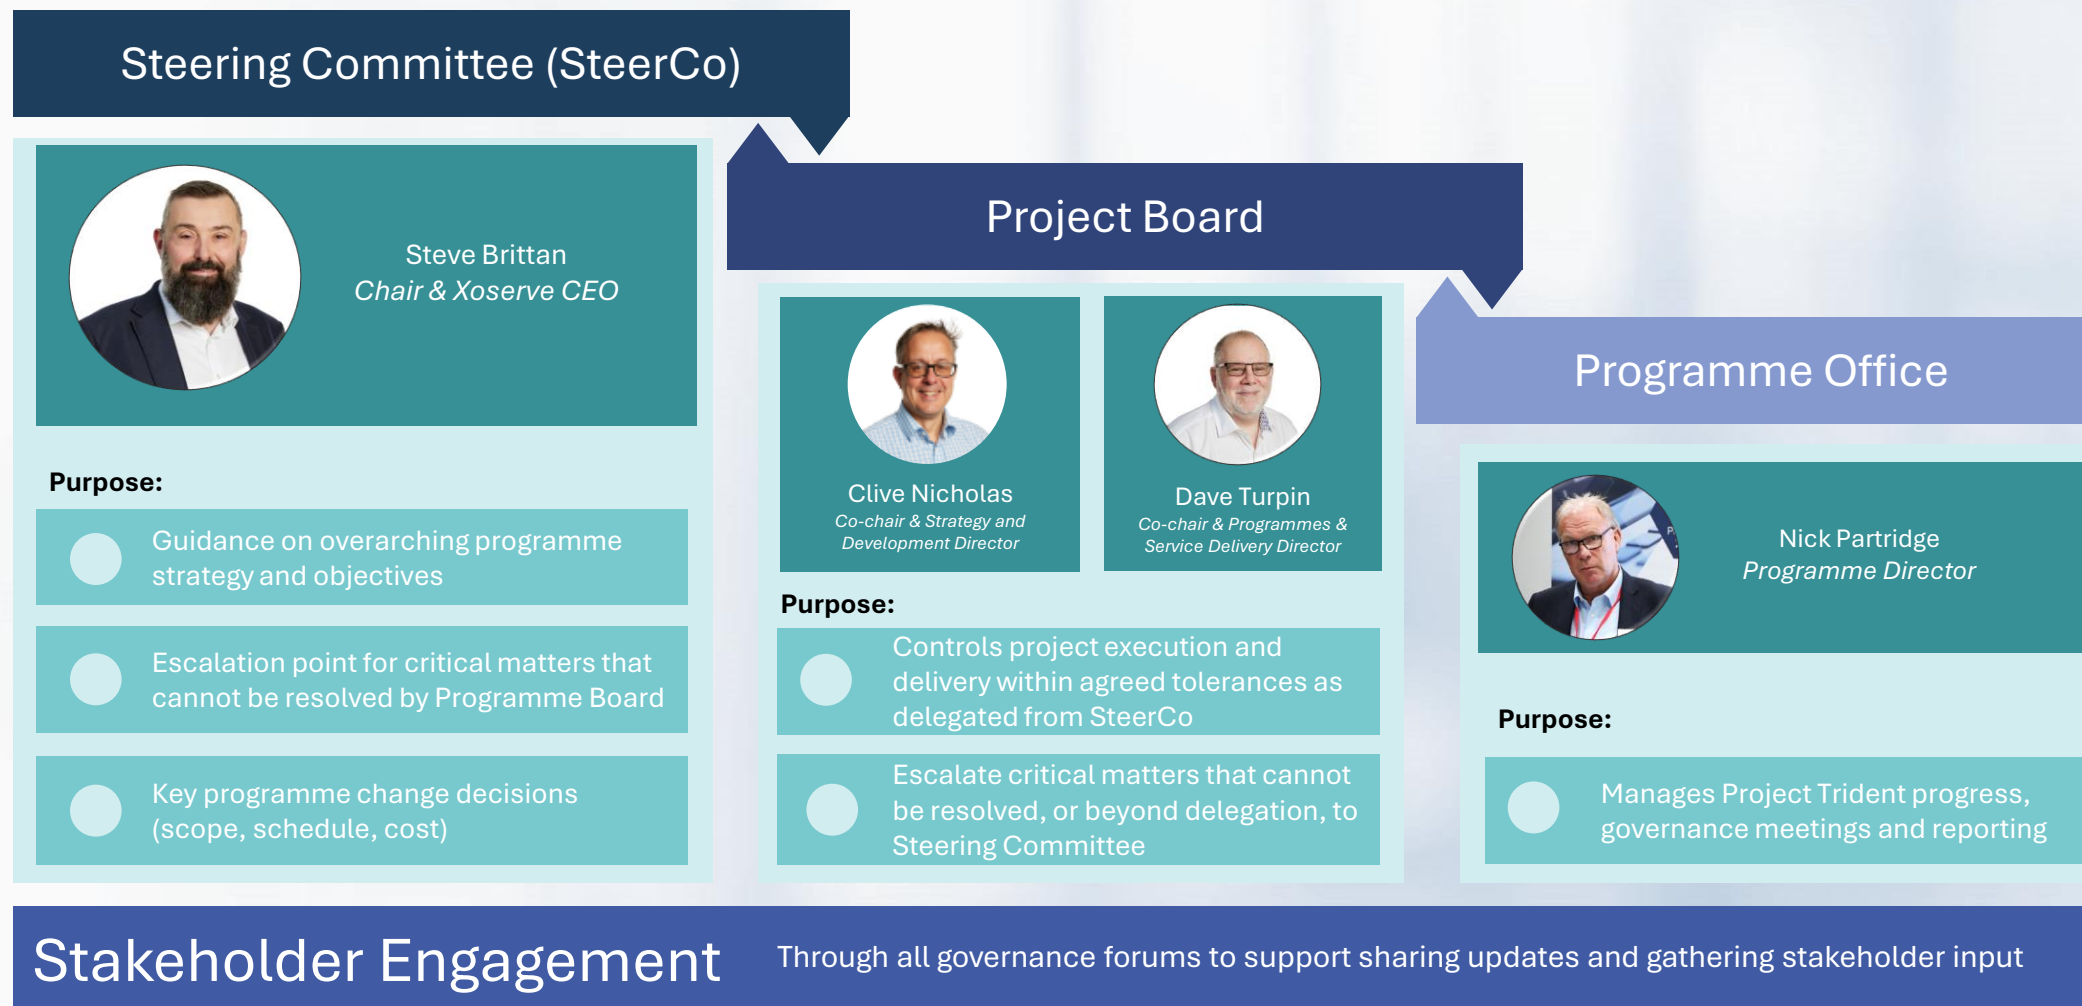 Steering Committee (SteerCo)
Steve Brittan
Chair & Xoserve CEO
Purpose:
Guidance on overarching programme
strategy and objectives
Escalation point for critical matters that
cannot be resolved by Programme Board
Key programme change decisions
(scope, schedule, cost)
Project Board
Clive Nicholas
Co-chair & Strategy and
Development Director
Dave Turpin
Co-chair & Programmes &
Service Delivery Director
Purpose:
Controls project execution and
delivery within agreed tolerances as
delegated from SteerCo
Escalate critical matters that cannot
be resolved, or beyond delegation, to
Steering Committee
Programme Office
Nick Partridge
Programme Director
Purpose:
Manages Project Trident progress,
governance meetings and reporting
Stakeholder Engagement
Through all governance forums to support sharing updates and gathering stakeholder input